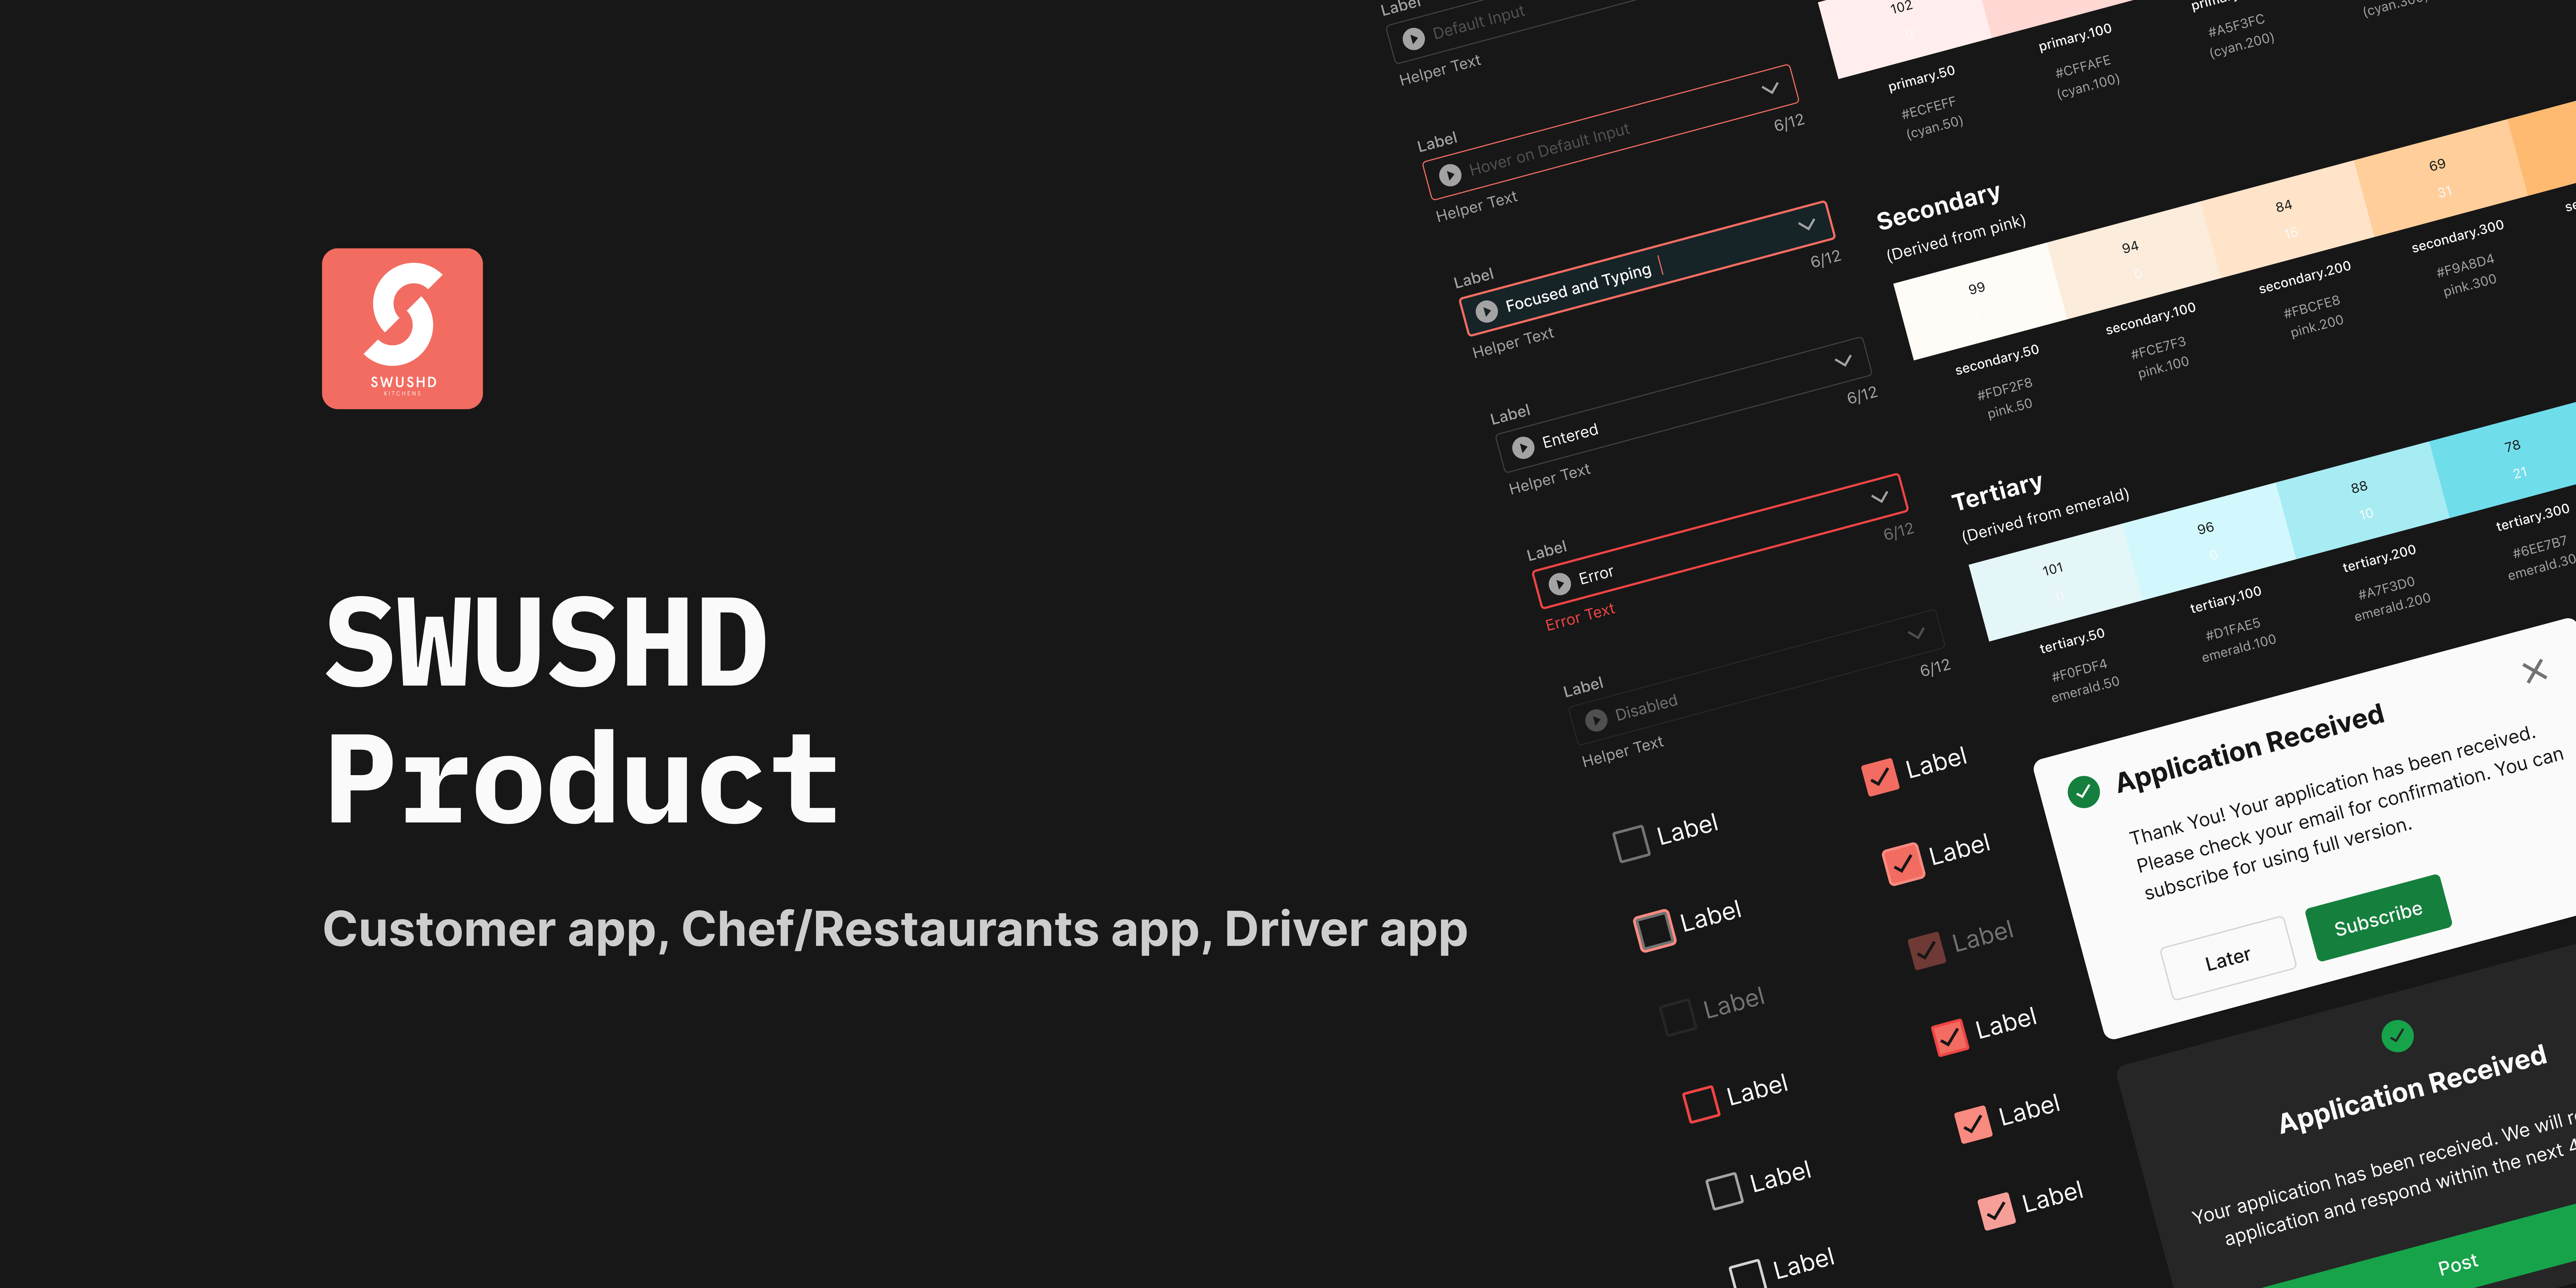 SWUSHD
KITCHENS
SWUSHD
Product
Customer app, Chef/Restaurants app, Driver app
Label
Default Input
Helper Text
Label
Hover on Default Input
6/12
Helper Text
Label
Focused and Typing
6/12
Helper Text
Label
Entered
6/12
Helper Text
Label
Error
6/12
Error Text
Label
Disabled
6/12
Helper Text
Label
Label
Label
Label
Label
Label
Label
Label
Label
Label
Label
Label
102
primary.50
#ECFEFF
(cyan.50)
primary.100
#CFFAFE
(cyan.100)
#A5F3FC
(cyan.200)
Secondary
(Derived from pink)
99
secondary.50
#FDF2F8
pink.50
94
0
secondary.100
#FCE7F3
pink.100
84
15
secondary.200
#FBCFE8
pink.200
69
31
secondary.300
#F9A8D4
pink.300
Tertiary
(Derived from emerald)
101
0
tertiary.50
#F0FDF4
emerald.50
96
0
tertiary.100
#D1FAE5
emerald.100
88
10
tertiary.200
#A7F3D0
emerald.200
78
21
tertiary.300
#6EE7B7
Application Received
Thank You! Your application has been received.
Please check your email for confirmation. You can
subscribe for using full version.
Later
Subscribe
Application Received
Your application has been received. We will
application and respond within the next
Post